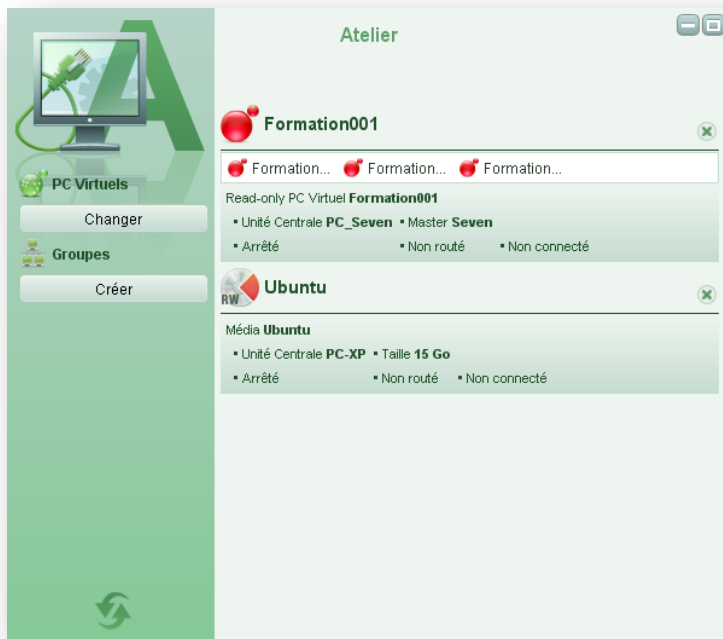 Atelier
A
PC Virtuels
Changer
Groupes
Créer
Formation001
Formation... Formation... Formation...
Read-only PC Virtuel Formation001
▪ Unité Centrale PC_Seven ▪ Master Seven
▪ Arrêté ▪ Non routé ▪ Non connecté
RW Ubuntu
Média Ubuntu
▪ Unité Centrale PC-XP ▪ Taille 15 Go
▪ Arrêté ▪ Non routé ▪ Non connecté